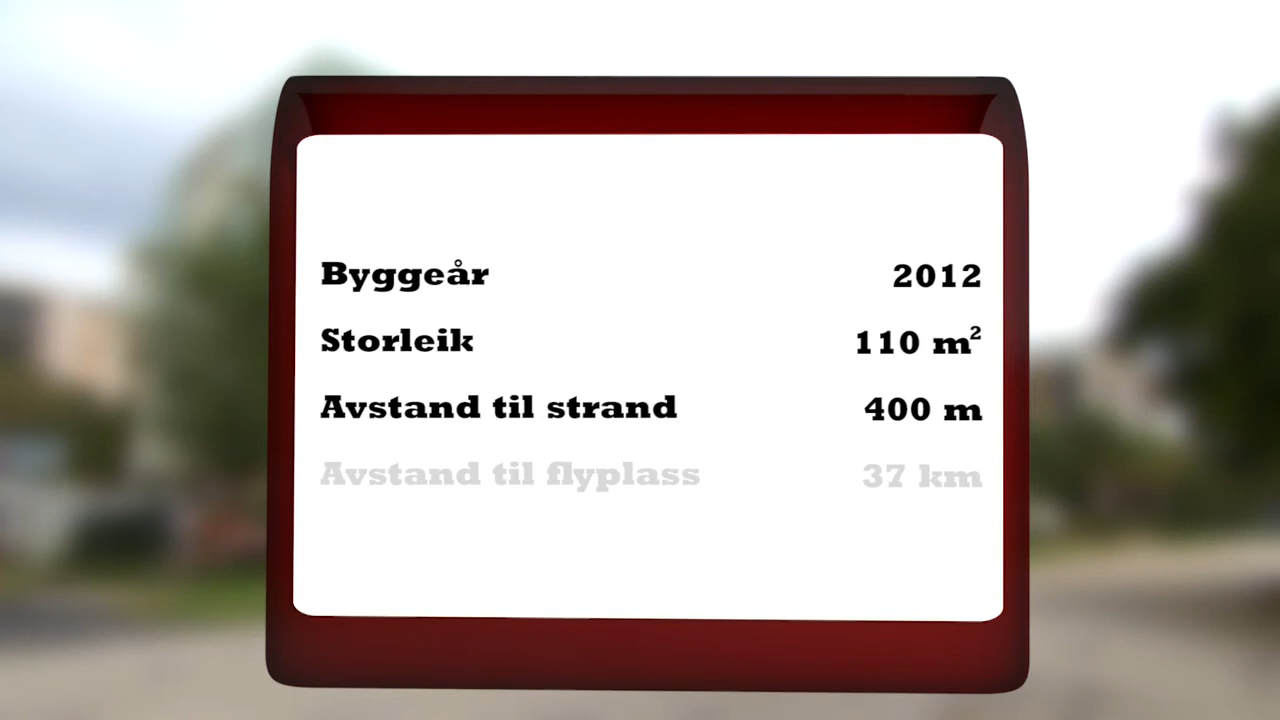 Byggeår 2012
Storleik 110 m²
Avstand til strand 400 m
Avstand til flyplass 37 km